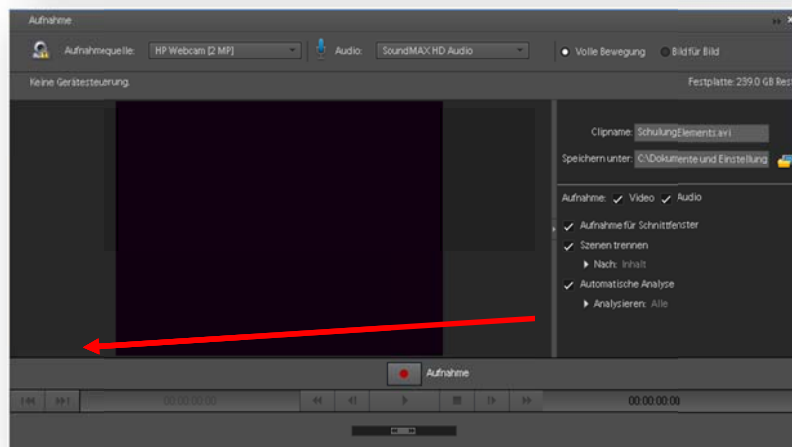 Aufnahme
Aufnahmequelle: HP Webcam [2 MP] Audio: SoundMAX HD Audio Volle Bewegung Bild für Bild
Keine Gerätesteuerung. Festplatte: 239.0 GB Rest
Clipname: SchulungElements.avi
Speichern unter: C:\Dokumente und Einstellung
Aufnahme: Video Audio
Aufnahme für Schnittfenster
Szenen trennen
Nach: Inhalt
Automatische Analyse
Analysieren: Alle
Aufnahme
00:00:00:00 00:00:00:00